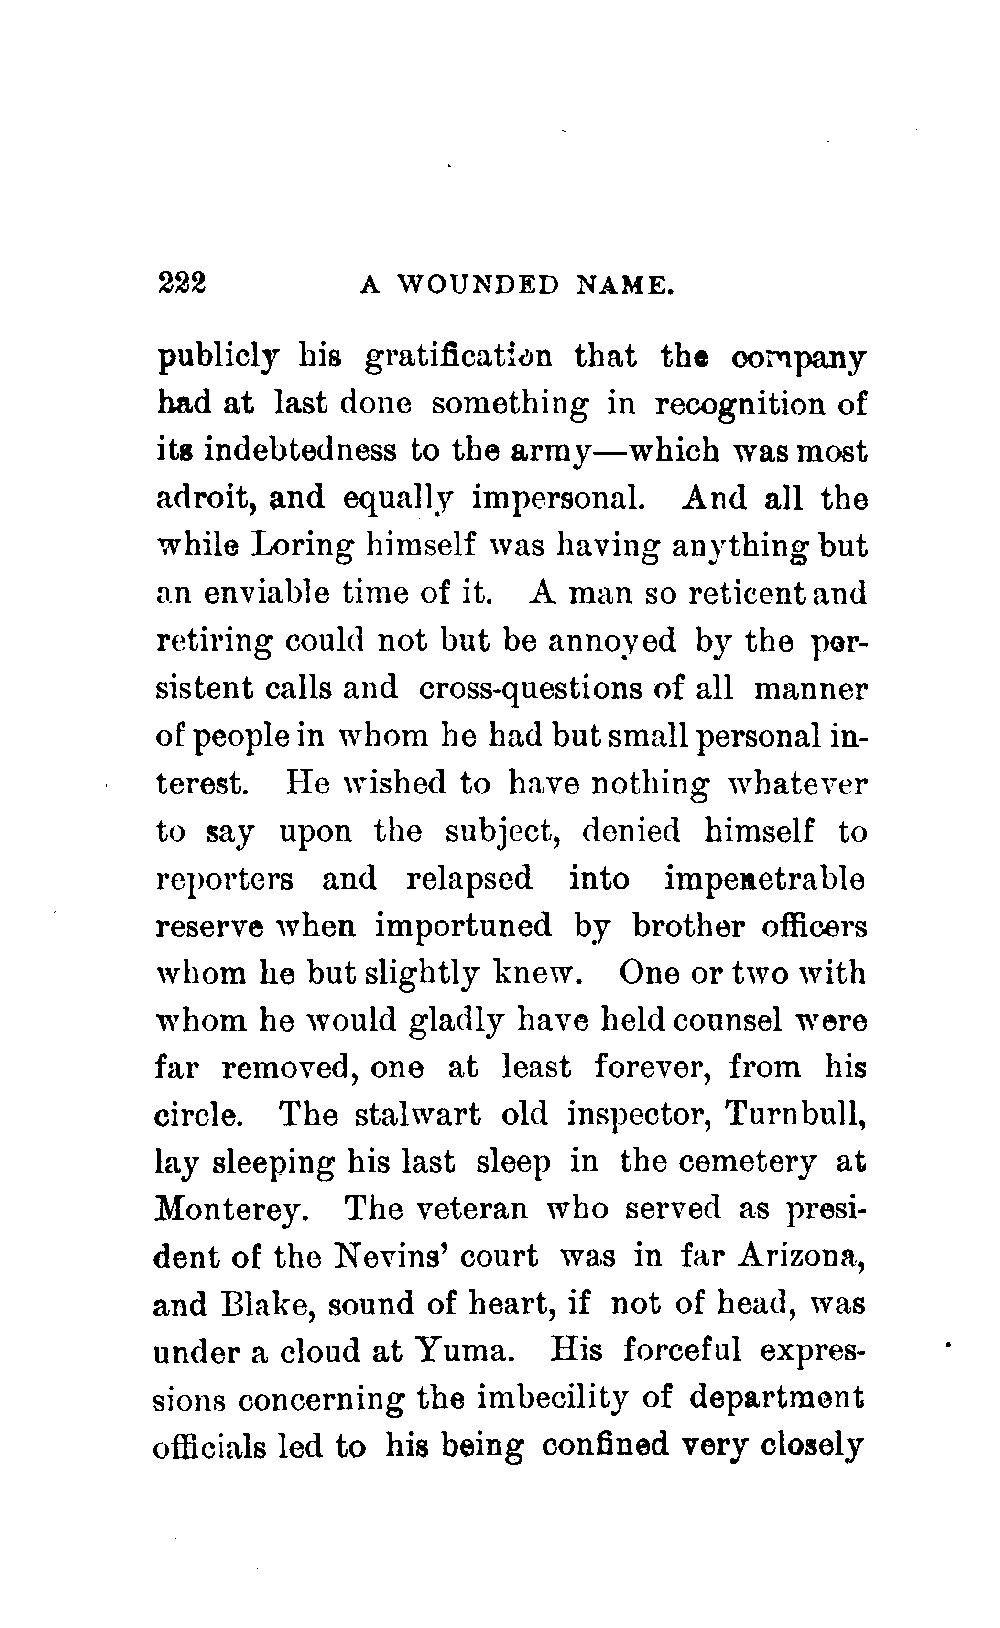 222 A WOUNDED NAME.
publicly his gratification that the company
had at last done something in recognition of
its indebtedness to the army—which was most
adroit, and equally impersonal. And all the
while Loring himself was having anything but
an enviable time of it. A man so reticent and
retiring could not but be annoyed by the per-
sistent calls and cross-questions of all manner
of people in whom he had but small personal in-
terest. He wished to have nothing whatever
to say upon the subject, denied himself to
reporters and relapsed into impenetrable
reserve when importuned by brother officers
whom he but slightly knew. One or two with
whom he would gladly have held counsel were
far removed, one at least forever, from his
circle. The stalwart old inspector, Turnbull,
lay sleeping his last sleep in the cemetery at
Monterey. The veteran who served as presi-
dent of the Nevins' court was in far Arizona,
and Blake, sound of heart, if not of head, was
under a cloud at Yuma. His forceful expres-
sions concerning the imbecility of department
officials led to his being confined very closely